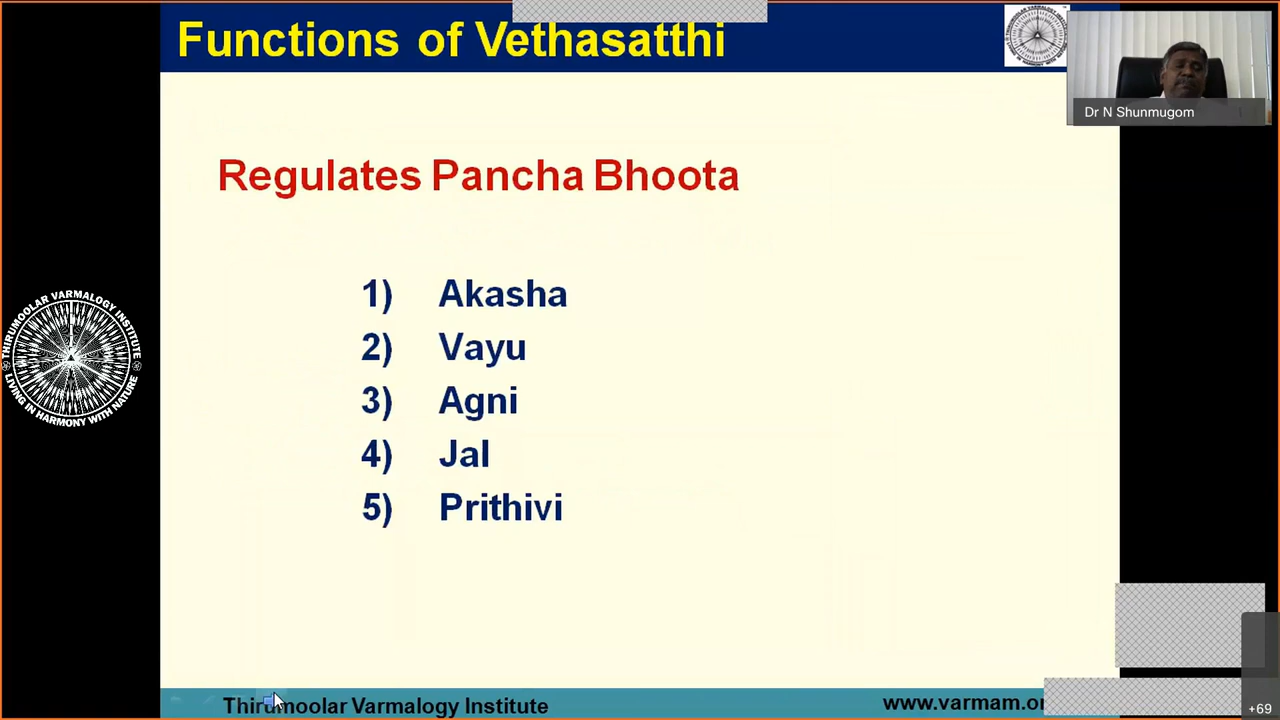 Functions of Vethasatthi
Dr N Shunmugom
Regulates Pancha Bhoota
1) Akasha
2) Vayu
3) Agni
4) Jal
5) Prithivi
THIRUMOOLAR VARMALOGY INSTITUTE
LIVING IN HARMONY WITH NATURE
Thirumoolar Varmalogy Institute
www.varmam.or
+69